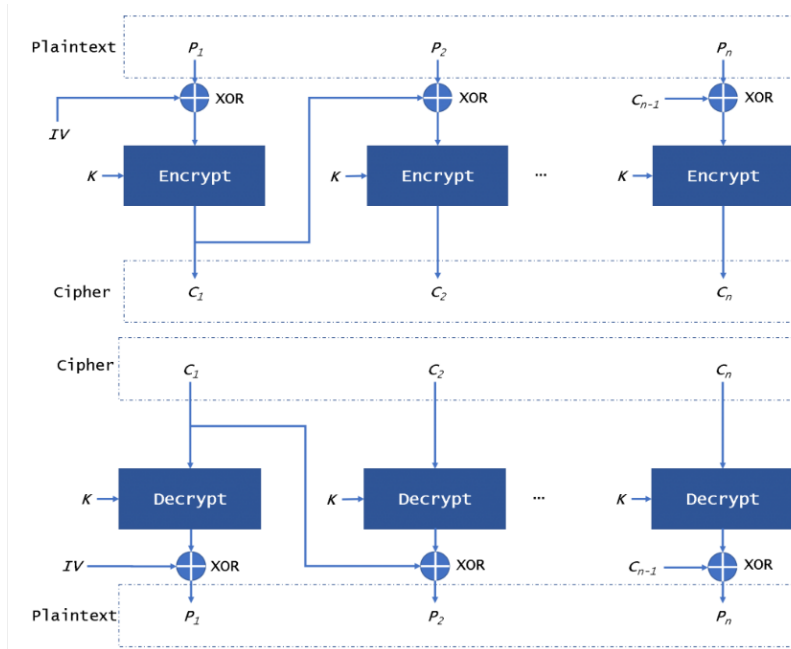 Plaintext P1 P2 Pn
XOR XOR Cn-1 XOR
IV
K Encrypt K Encrypt ... K Encrypt
Cipher C1 C2 Cn
Cipher C1 C2 Cn
K Decrypt K Decrypt ... K Decrypt
IV XOR XOR Cn-1 XOR
Plaintext P1 P2 Pn